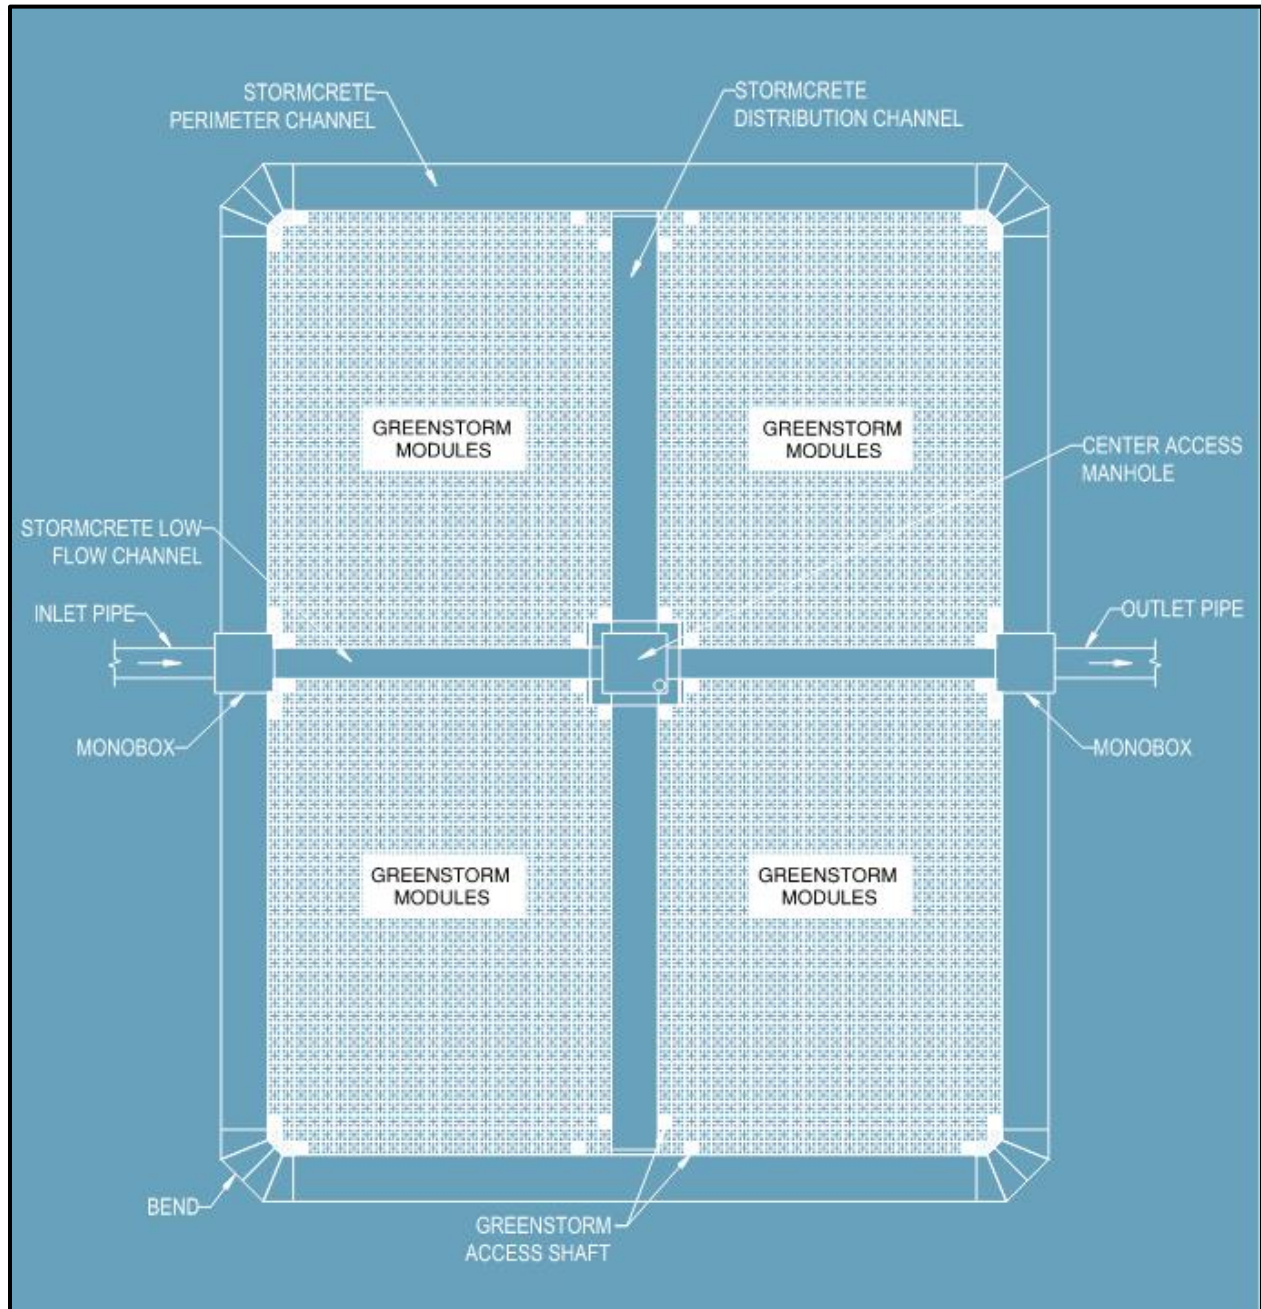 STORMCRETE
PERIMETER CHANNEL
STORMCRETE
DISTRIBUTION CHANNEL
GREENSTORM
MODULES
GREENSTORM
MODULES
CENTER ACCESS
MANHOLE
STORMCRETE LOW
FLOW CHANNEL
INLET PIPE
OUTLET PIPE
MONOBOX
MONOBOX
GREENSTORM
MODULES
GREENSTORM
MODULES
BEND
GREENSTORM
ACCESS SHAFT